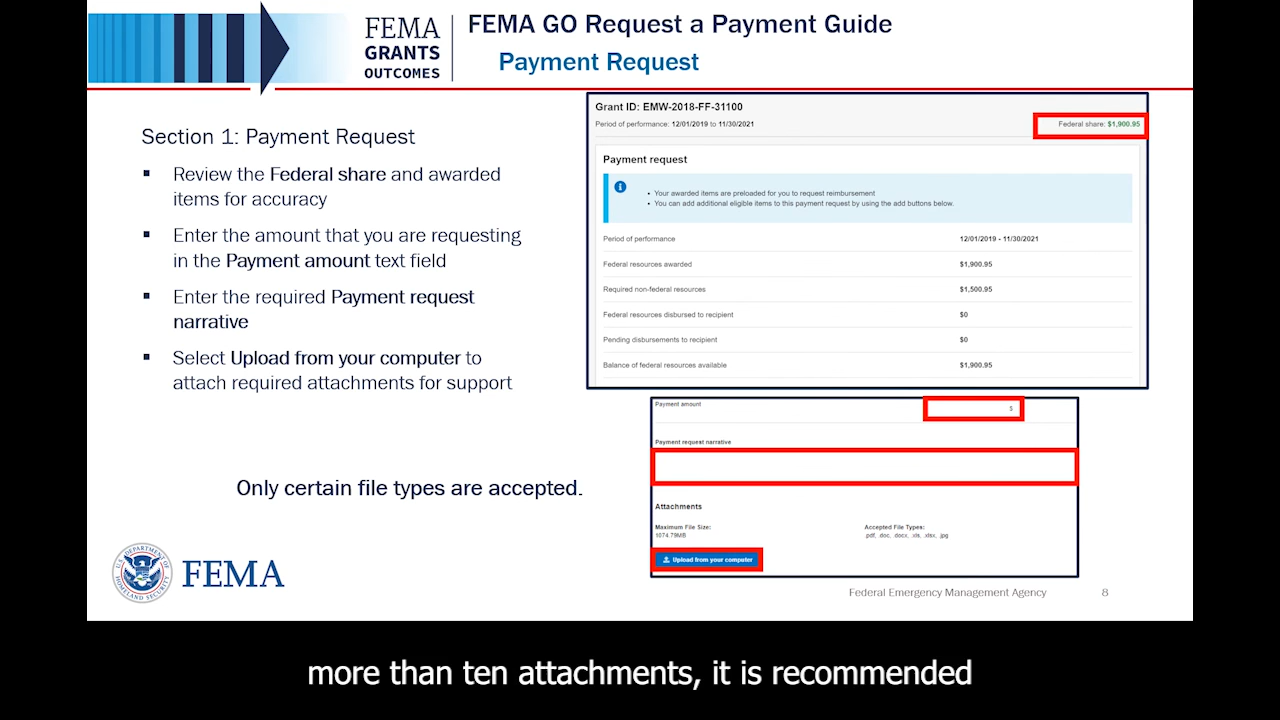 FEMA
GRANTS
OUTCOMES
FEMA GO Request a Payment Guide
Payment Request
Section 1: Payment Request
▪ Review the Federal share and awarded
items for accuracy
▪ Enter the amount that you are requesting
in the Payment amount text field
▪ Enter the required Payment request
narrative
▪ Select Upload from your computer to
attach required attachments for support
Only certain file types are accepted.
Grant ID: EMW-2018-FF-31100
Period of performance: 12/01/2019 to 11/30/2021
Federal share: $1,900.95
Payment request
• Your awarded items are preloaded for you to request reimbursement
• You can add additional eligible items to this payment request by using the add buttons below.
Period of performance 12/01/2019 - 11/30/2021
Federal resources awarded $1,900.95
Required non-federal resources $1,500.95
Federal resources disbursed to recipient $0
Pending disbursements to recipient $0
Balance of federal resources available $1,900.95
Payment amount $
Payment request narrative
Attachments
Maximum File Size: Accepted File Types:
1074.79MB .pdf, .doc, .docx, .xls, .xlsx, .jpg
Upload from your computer
U.S. DEPARTMENT OF
HOMELAND SECURITY
FEMA
Federal Emergency Management Agency 8
more than ten attachments, it is recommended